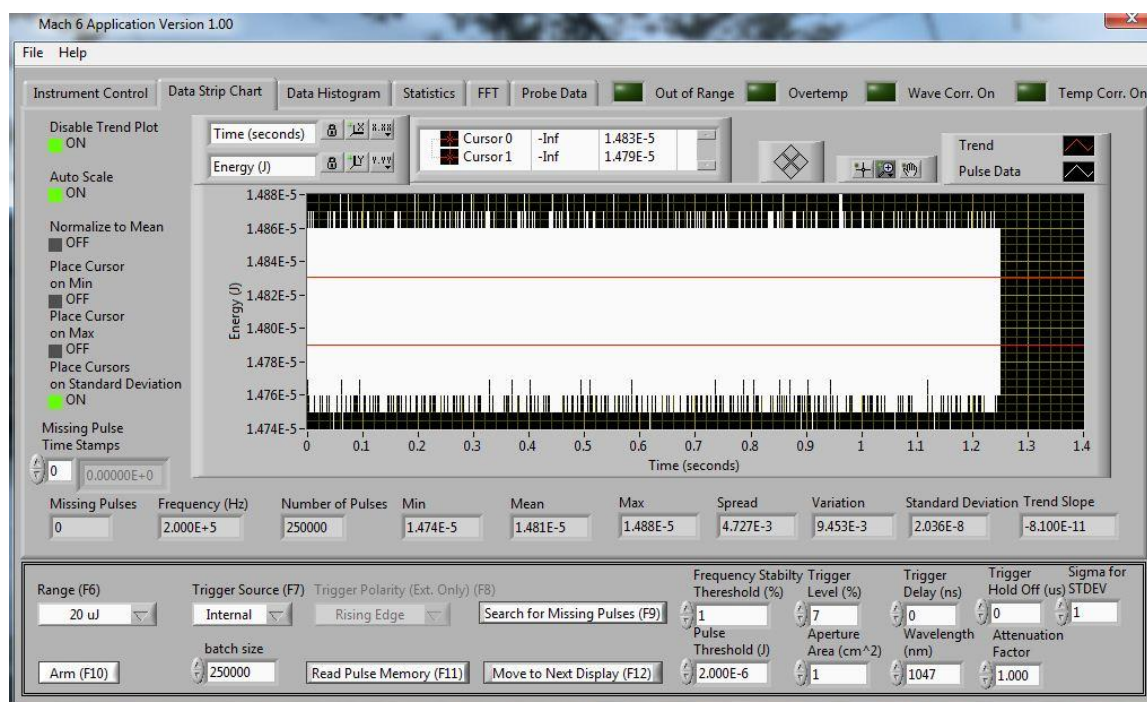 Mach 6 Application Version 1.00
File Help
Instrument Control Data Strip Chart Data Histogram Statistics FFT Probe Data Out of Range Overtemp Wave Corr. On Temp Corr. On
Disable Trend Plot
ON
Auto Scale
ON
Normalize to Mean
OFF
Place Cursor
on Min
OFF
Place Cursor
on Max
OFF
Place Cursors
on Standard Deviation
ON
Missing Pulse
Time Stamps
0 0.00000E+0
Time (seconds)
Energy (J)
Cursor 0 -Inf 1.483E-5
Cursor 1 -Inf 1.479E-5
Trend
Pulse Data
Energy (J)
1.488E-5
1.486E-5
1.484E-5
1.482E-5
1.480E-5
1.478E-5
1.476E-5
1.474E-5
0 0.1 0.2 0.3 0.4 0.5 0.6 0.7 0.8 0.9 1 1.1 1.2 1.3 1.4
Time (seconds)
Missing Pulses Frequency (Hz) Number of Pulses Min Mean Max Spread Variation Standard Deviation Trend Slope
0 2.000E+5 250000 1.474E-5 1.481E-5 1.488E-5 4.727E-3 9.453E-3 2.036E-8 -8.100E-11
Range (F6)
20 uJ
Trigger Source (F7)
Internal
Trigger Polarity (Ext. Only) (F8)
Rising Edge
Search for Missing Pulses (F9)
Frequency Stabilty
Thereshold (%)
1
Trigger
Level (%)
7
Trigger
Delay (ns)
0
Trigger
Hold Off (us)
0
Sigma for
STDEV
1
Arm (F10)
batch size
250000
Read Pulse Memory (F11)
Move to Next Display (F12)
Pulse
Threshold (J)
2.000E-6
Aperture
Area (cm^2)
1
Wavelength
(nm)
1047
Attenuation
Factor
1.000